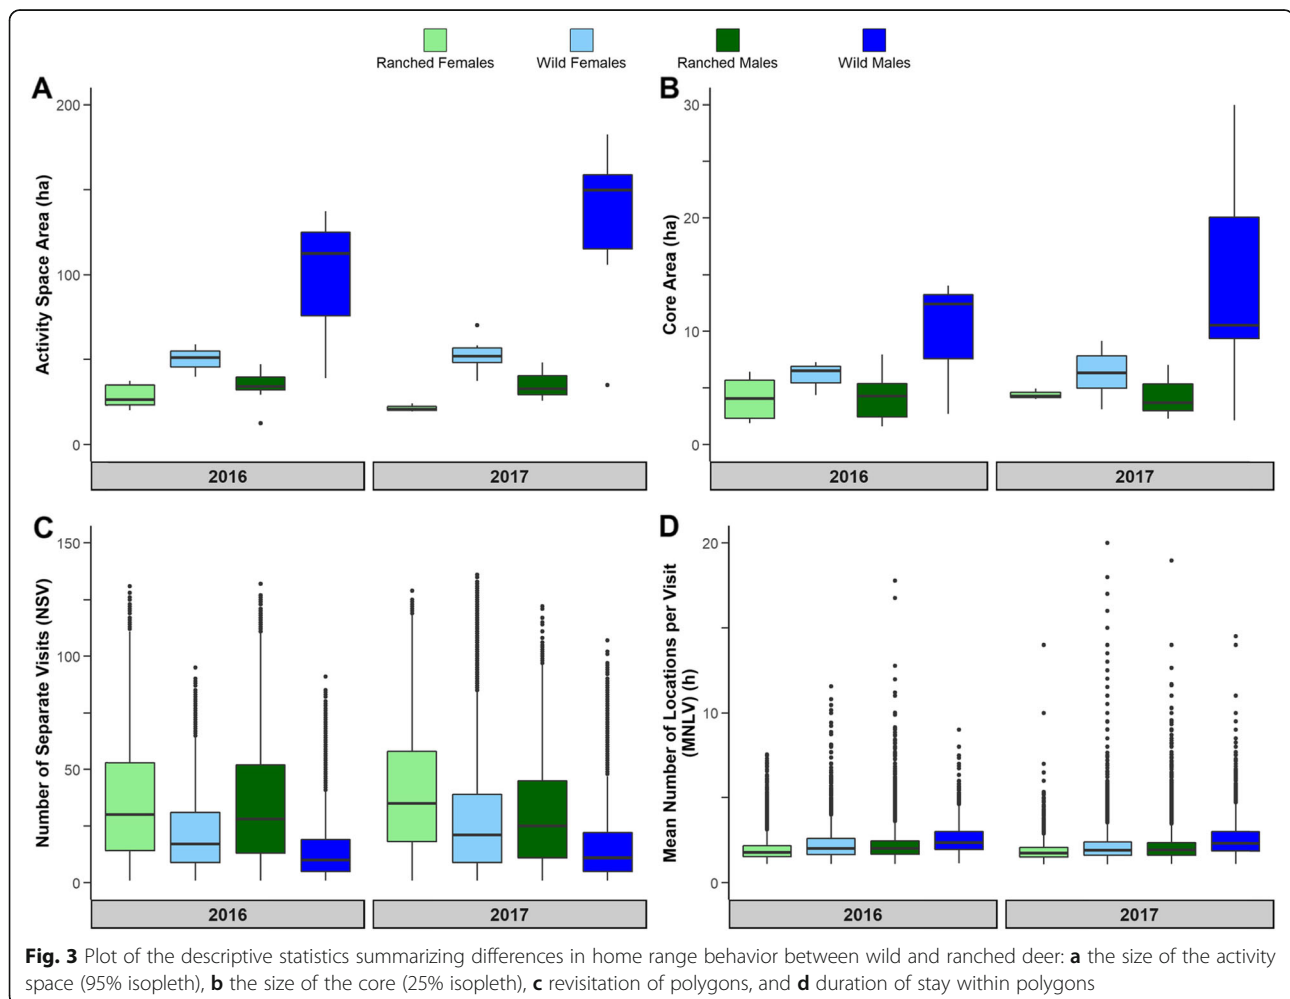 Ranched Females Wild Females Ranched Males Wild Males
A
Activity Space Area (ha)
200
100
0
2016 2017
B
Core Area (ha)
30
20
10
0
2016 2017
C
Number of Separate Visits (NSV)
150
100
50
0
2016 2017
D
Mean Number of Locations per Visit
(MNLV) (h)
20
10
0
2016 2017
Fig. 3 Plot of the descriptive statistics summarizing differences in home range behavior between wild and ranched deer: a the size of the activity
space (95% isopleth), b the size of the core (25% isopleth), c revisitation of polygons, and d duration of stay within polygons